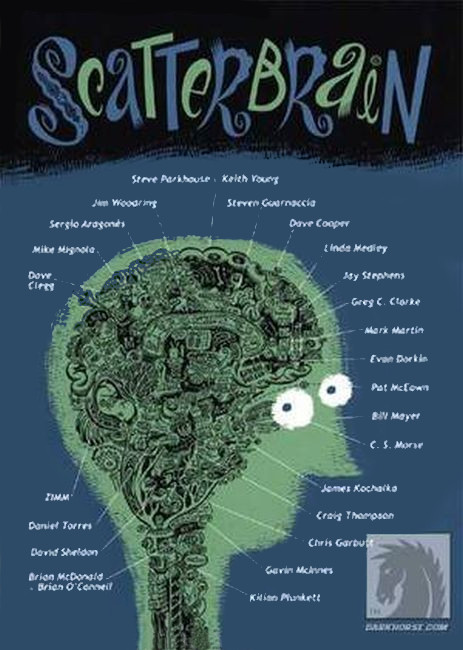 SCATTERBRAIN
Steve Parkhouse
Keith Young
Jim Woodring
Steven Guarnaccia
Sergio Aragonés
Dave Cooper
Mike Mignola
Linda Medley
Dave
Clegg
Jay Stephens
Greg C. Clarke
Mark Martin
Evan Dorkin
Pat McEown
Bill Mayer
C. S. Morse
James Kochalka
ZIMM
Craig Thompson
Daniel Torres
Chris Garbutt
David Sheldon
Gavin McInnes
Brian McDonald
Brian O'Connell
Kilian Plunkett
TM
DARKHORSE.COM